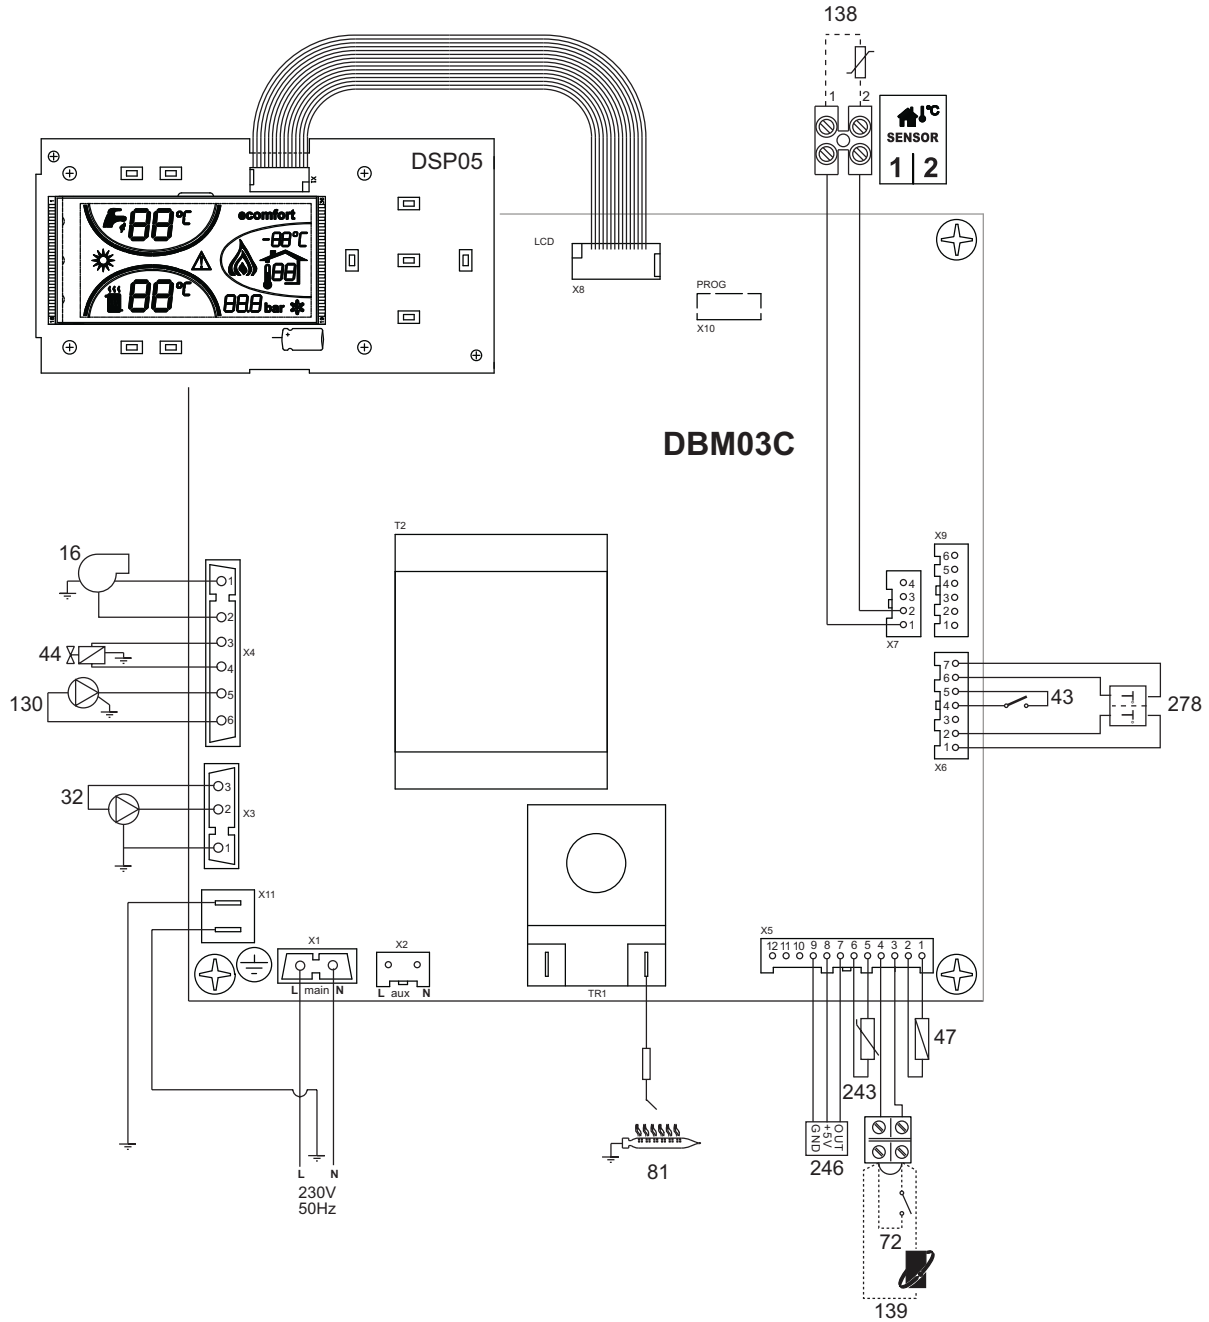 138
1 2
°C
SENSOR
1 2
DSP05
X1
88 °C
ecomfort
-88°C
88
88 °C
88.8 bar
+
LCD
X8
PROG
X10
DBM03C
T2
16
1
2
3
X4
44
4
130
5
6
3
32
2
X3
1
X11
X1
L main N
X2
L aux N
TR1
X9
6
5
4
3
2
1
4
3
2
1
X7
7
6
5
4
3
2
1
X6
43
278
X5
12 11 10 9 8 7 6 5 4 3 2 1
47
243
GND
+5V
OUT
246
81
L N
230V
50Hz
72
139